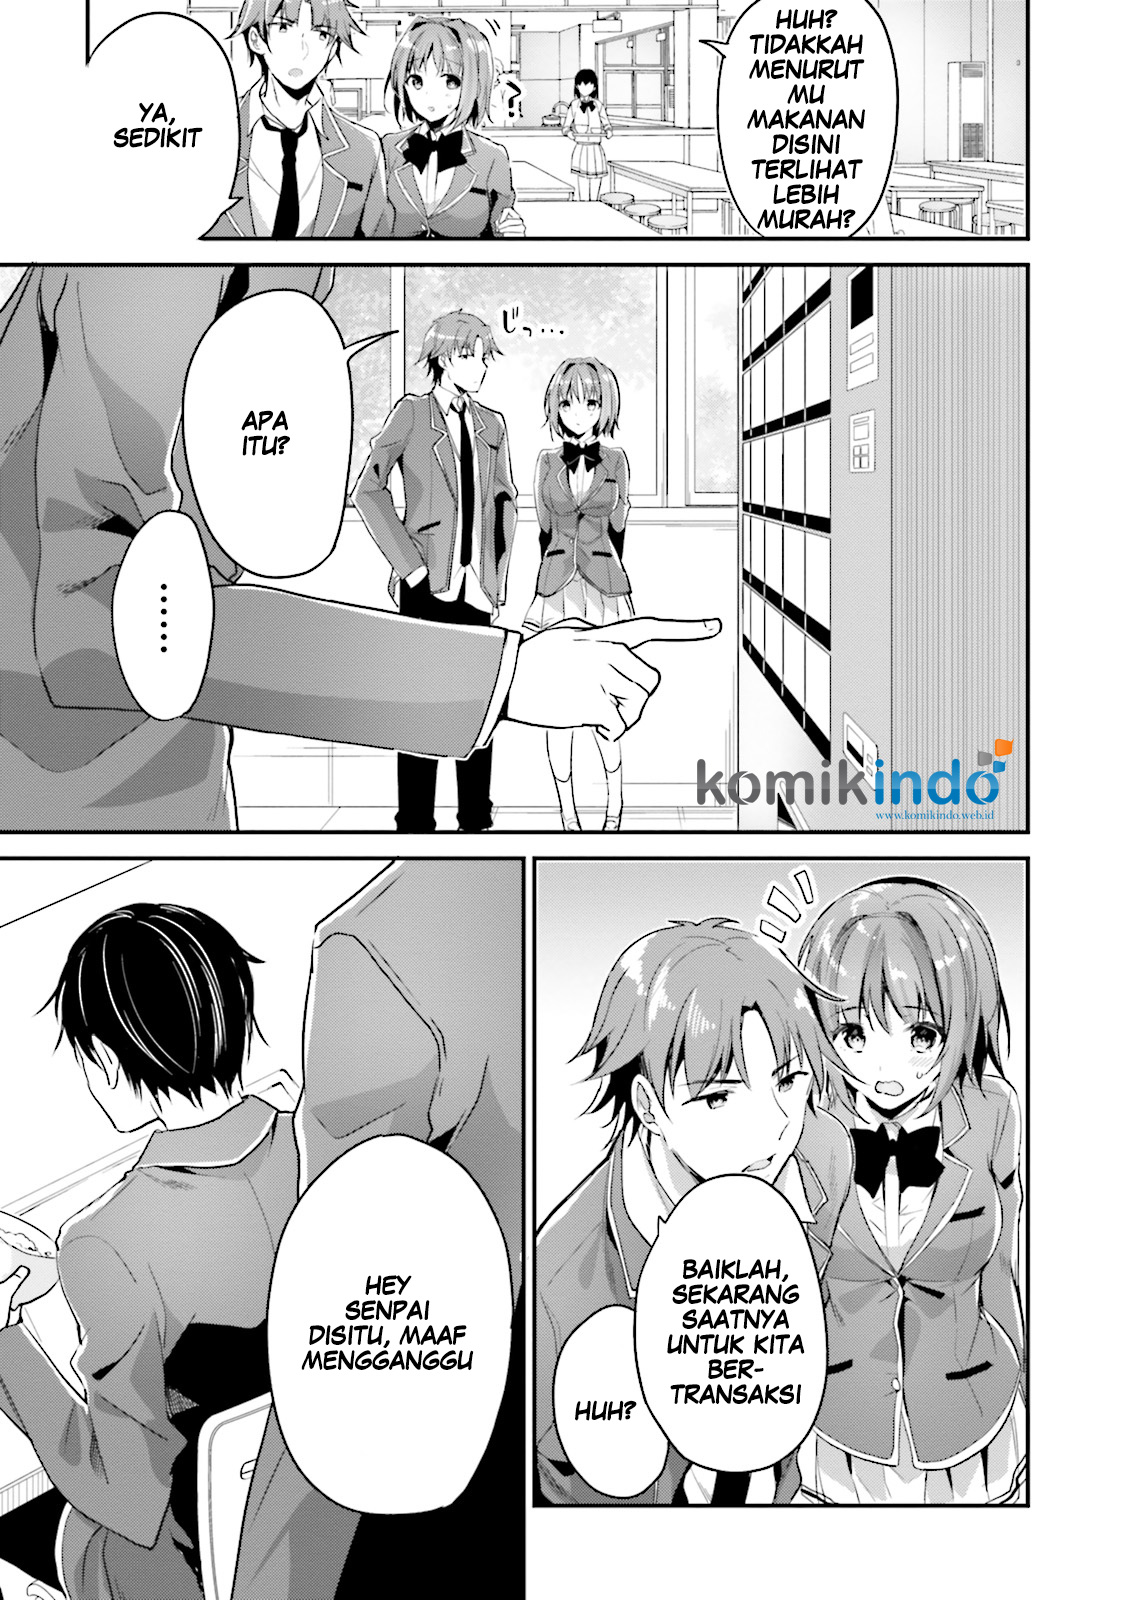 HUH?
TIDAKKAH
MENURUT
MU
MAKANAN
DISINI
TERLIHAT
LEBIH
MURAH?
?
YA,
SEDIKIT
じっ・・・
APA
ITU?
........
komikindo
www.komikindo.web.id
BAIKLAH,
SEKARANG
SAATNYA
UNTUK KITA
BER-
TRANSAKSI
HUH?
HEY
SENPAI
DISITU, MAAF
MENGGANGGU